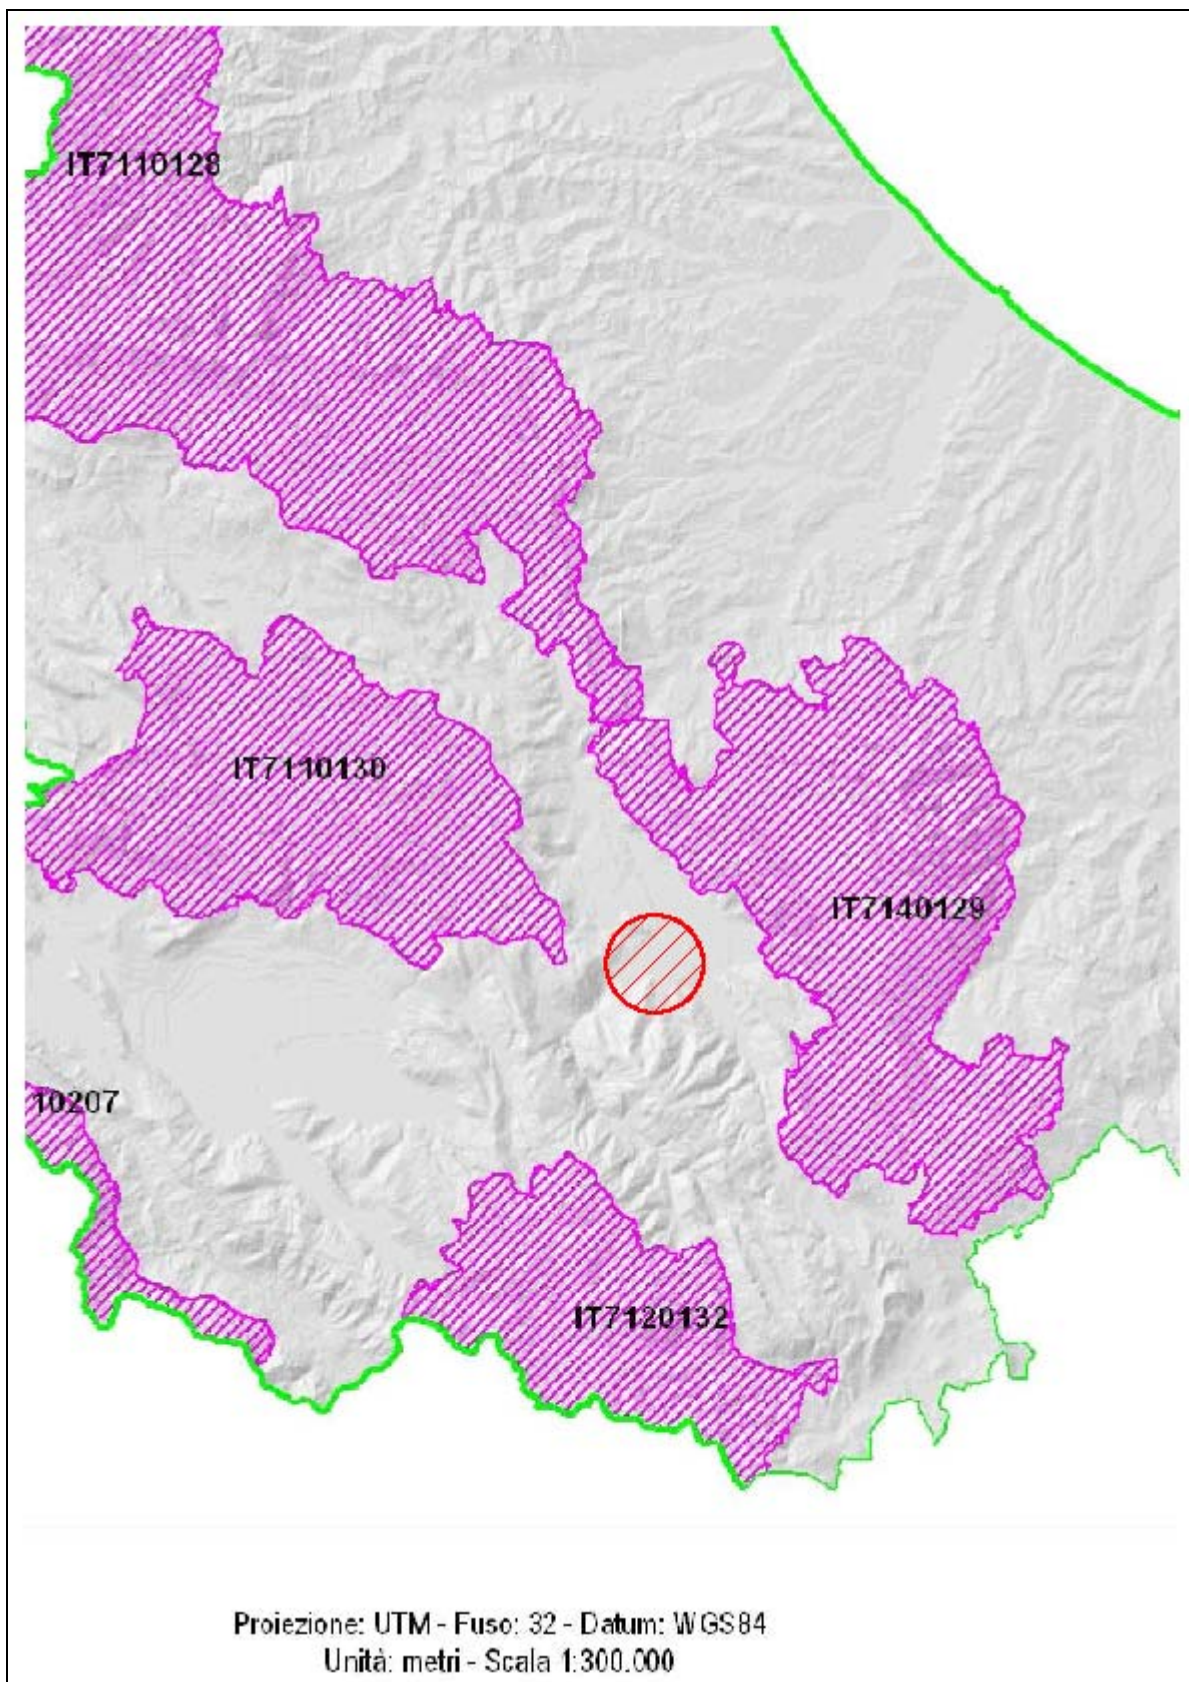 IT7110128
IT7110130
IT7140129
10207
IT7120132
Proiezione: UTM - Fuso: 32 - Datum: WGS84
Unità: metri - Scala 1:300.000